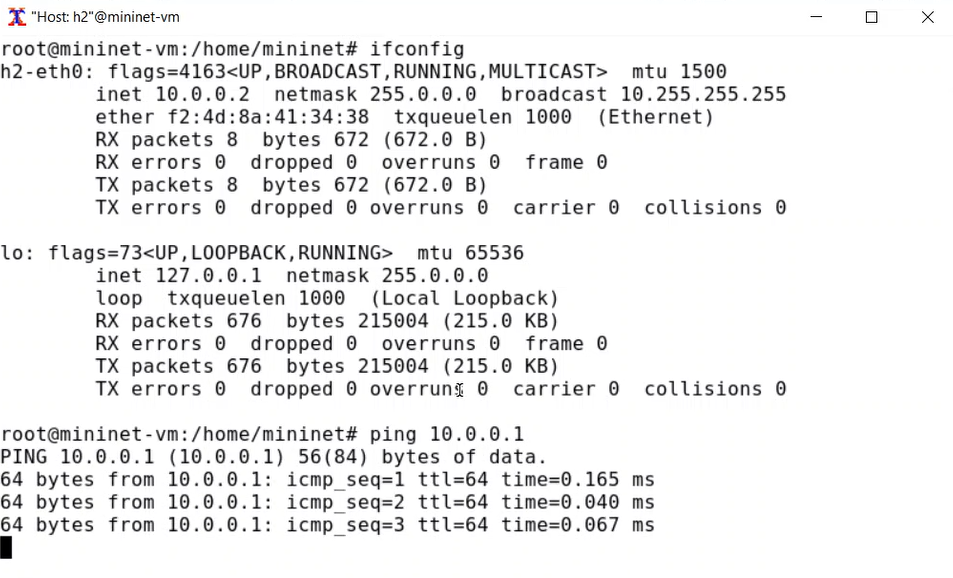 "Host: h2"@mininet-vm
root@mininet-vm:/home/mininet# ifconfig
h2-eth0: flags=4163<UP,BROADCAST,RUNNING,MULTICAST>  mtu 1500
        inet 10.0.0.2  netmask 255.0.0.0  broadcast 10.255.255.255
        ether f2:4d:8a:41:34:38  txqueuelen 1000  (Ethernet)
        RX packets 8  bytes 672 (672.0 B)
        RX errors 0  dropped 0  overruns 0  frame 0
        TX packets 8  bytes 672 (672.0 B)
        TX errors 0  dropped 0 overruns 0  carrier 0  collisions 0

lo: flags=73<UP,LOOPBACK,RUNNING>  mtu 65536
        inet 127.0.0.1  netmask 255.0.0.0
        loop  txqueuelen 1000  (Local Loopback)
        RX packets 676  bytes 215004 (215.0 KB)
        RX errors 0  dropped 0  overruns 0  frame 0
        TX packets 676  bytes 215004 (215.0 KB)
        TX errors 0  dropped 0 overruns 0  carrier 0  collisions 0

root@mininet-vm:/home/mininet# ping 10.0.0.1
PING 10.0.0.1 (10.0.0.1) 56(84) bytes of data.
64 bytes from 10.0.0.1: icmp_seq=1 ttl=64 time=0.165 ms
64 bytes from 10.0.0.1: icmp_seq=2 ttl=64 time=0.040 ms
64 bytes from 10.0.0.1: icmp_seq=3 ttl=64 time=0.067 ms